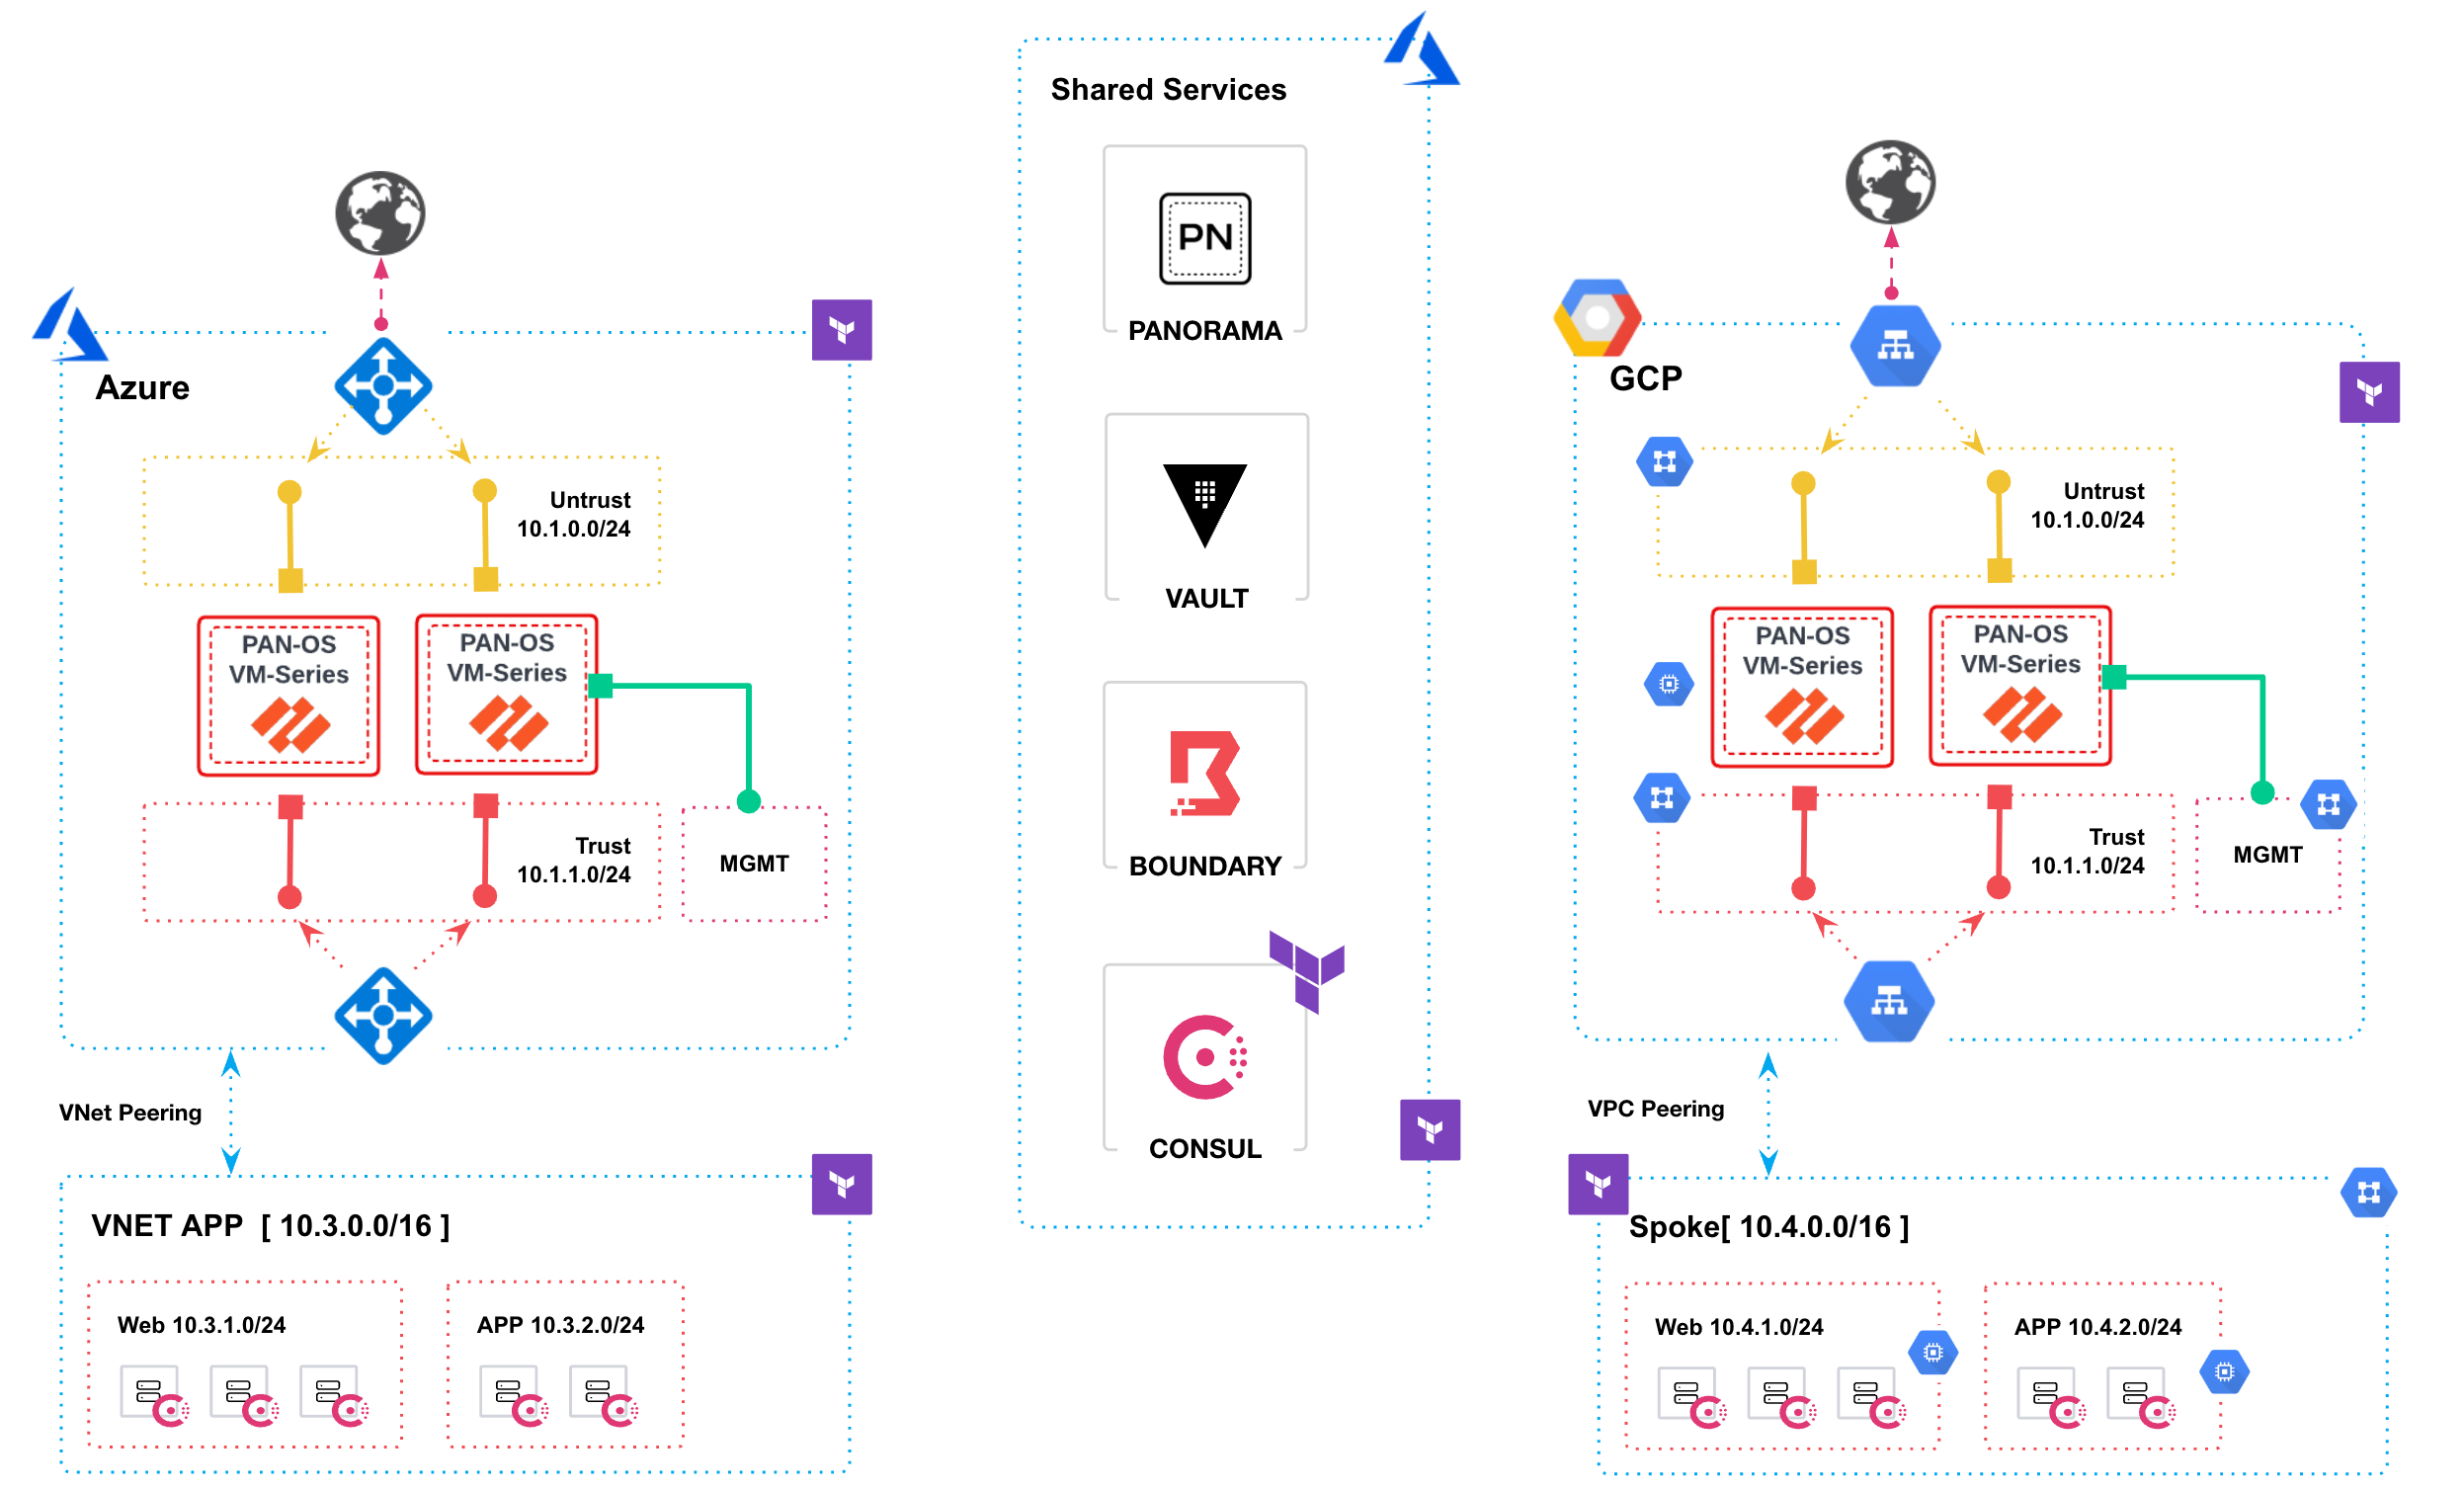 Shared Services
PN
PANORAMA
VAULT
BOUNDARY
CONSUL
Azure
Untrust
10.1.0.0/24
PAN-OS
VM-Series
PAN-OS
VM-Series
Trust
10.1.1.0/24
MGMT
VNet Peering
VNET APP [ 10.3.0.0/16 ]
Web 10.3.1.0/24
APP 10.3.2.0/24
GCP
Untrust
10.1.0.0/24
PAN-OS
VM-Series
PAN-OS
VM-Series
Trust
10.1.1.0/24
MGMT
VPC Peering
Spoke[ 10.4.0.0/16 ]
Web 10.4.1.0/24
APP 10.4.2.0/24